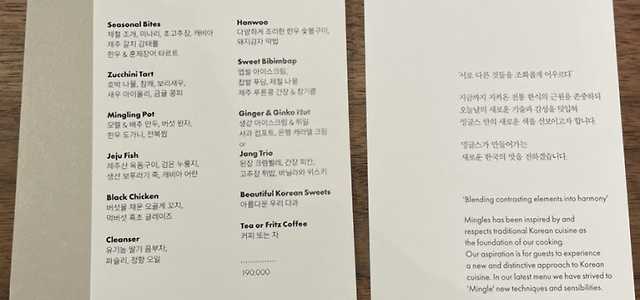 Seasonal Bites
제철 조개, 미나리, 초고추장, 캐비아
제주 갈치 감태롤
한우 & 훈제장어 타르트
Zucchini Tart
호박 나물, 참깨, 보리새우,
새우 마이울리, 금귤 콩피
Mingling Pot
모렐 & 배추 만두, 버섯 완자,
한우 도가니, 전복찜
Jeju Fish
제주산 옥돔구이, 검은 누룽지,
생선 보푸라기 죽, 캐비아 어란
Black Chicken
버섯을 채운 오골계 꼬치,
먹버섯 흑초 글레이즈
Cleanser
유기농 딸기 음부차,
파슬리, 정향 오일
Hanwoo
다양하게 조리한 한우 숯불구이,
돼지감자 떡법
Sweet Bibimbap
맵쌀 아이스크림,
찹쌀 푸딩, 제철 나물
제주 푸른콩 간장 & 참기름
Ginger & Ginko Nut
생강 아이스크림 & 튀일
사과 컴포트, 은행 캐러멜 크림
or
Jang Trio
된장 크렘뷜레, 간장 피칸,
고추장 튀밥, 바닐라와 위스키
Beautiful Korean Sweets
아름다운 우리 다과
Tea or Fritz Coffee
커피 또는 차
..............
190,000
'서로 다른 것들을 조화롭게 어우르다'
지금까지 지켜온 전통 한식의 근원을 존중하되
오늘날의 새로운 기술과 감성을 덧입혀
밍글스 만의 새로운 색을 선보이고자 합니다.
밍글스가 만들어가는
새로운 한국의 맛을 전하겠습니다.
'Blending contrasting elements into harmony'
Mingles has been inspired by and
respects traditional Korean cuisine as
the foundation of our cooking.
Our aspiration is for guests to experience
a new and distinctive approach to Korean
cuisine. In our latest menu we have strived to
'Mingle' new techniques and sensibilities.